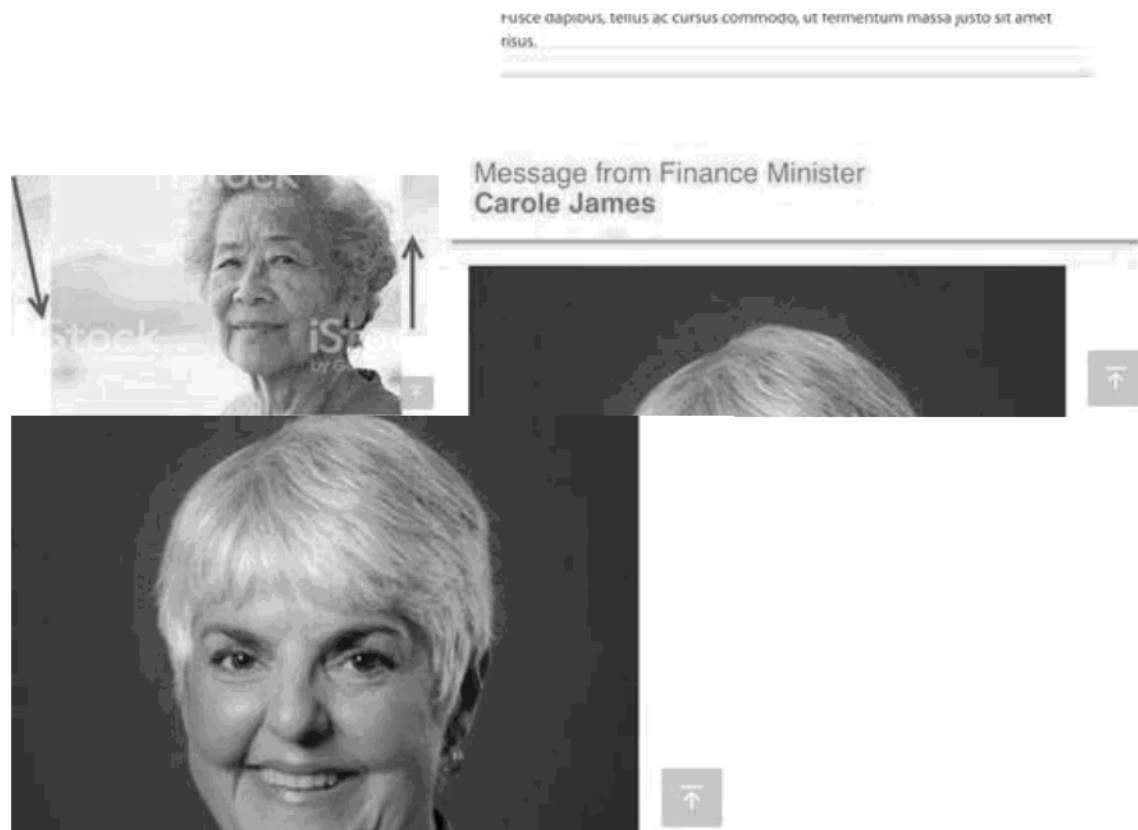 Fusce dapibus, tellus ac cursus commodo, ut fermentum massa justo sit amet
risus.
Message from Finance Minister
Carole James
iStock
iStock
iStock